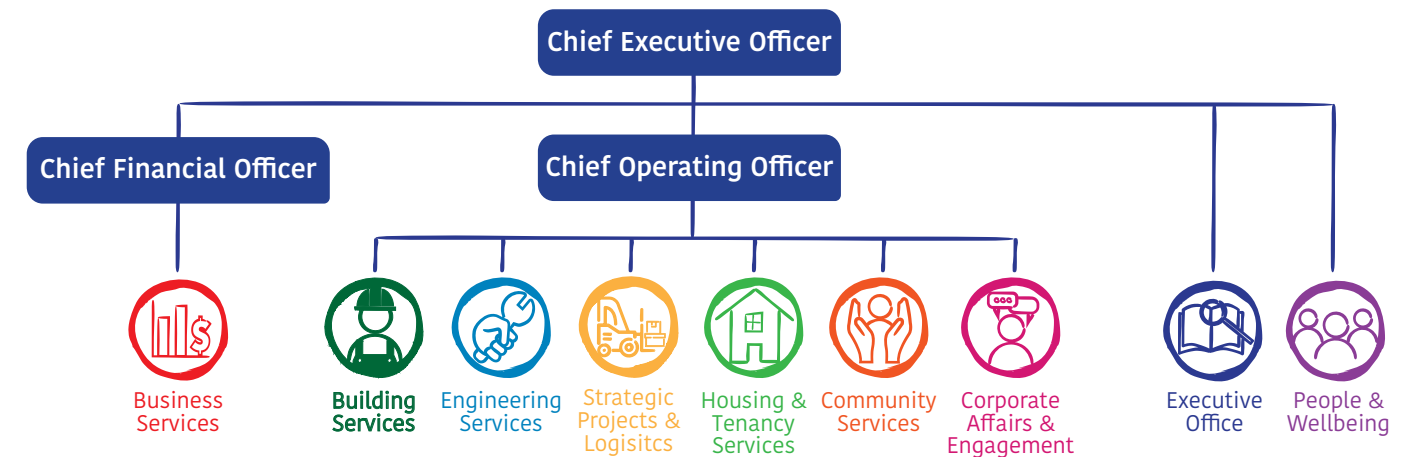 Chief Executive Officer
Chief Financial Officer
Chief Operating Officer
$
Business
Services
Building
Services
Engineering
Services
Strategic
Projects &
Logisitcs
Housing &
Tenancy
Services
Community
Services
Corporate
Affairs &
Engagement
Executive
Office
People &
Wellbeing